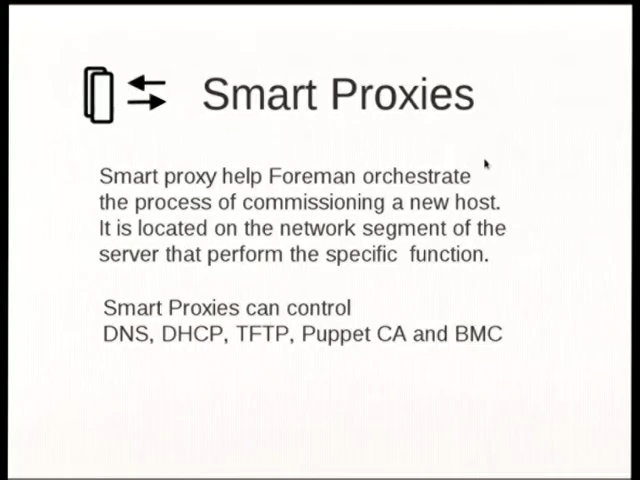 Smart Proxies
Smart proxy help Foreman orchestrate
the process of commissioning a new host.
It is located on the network segment of the
server that perform the specific function.
Smart Proxies can control
DNS, DHCP, TFTP, Puppet CA and BMC